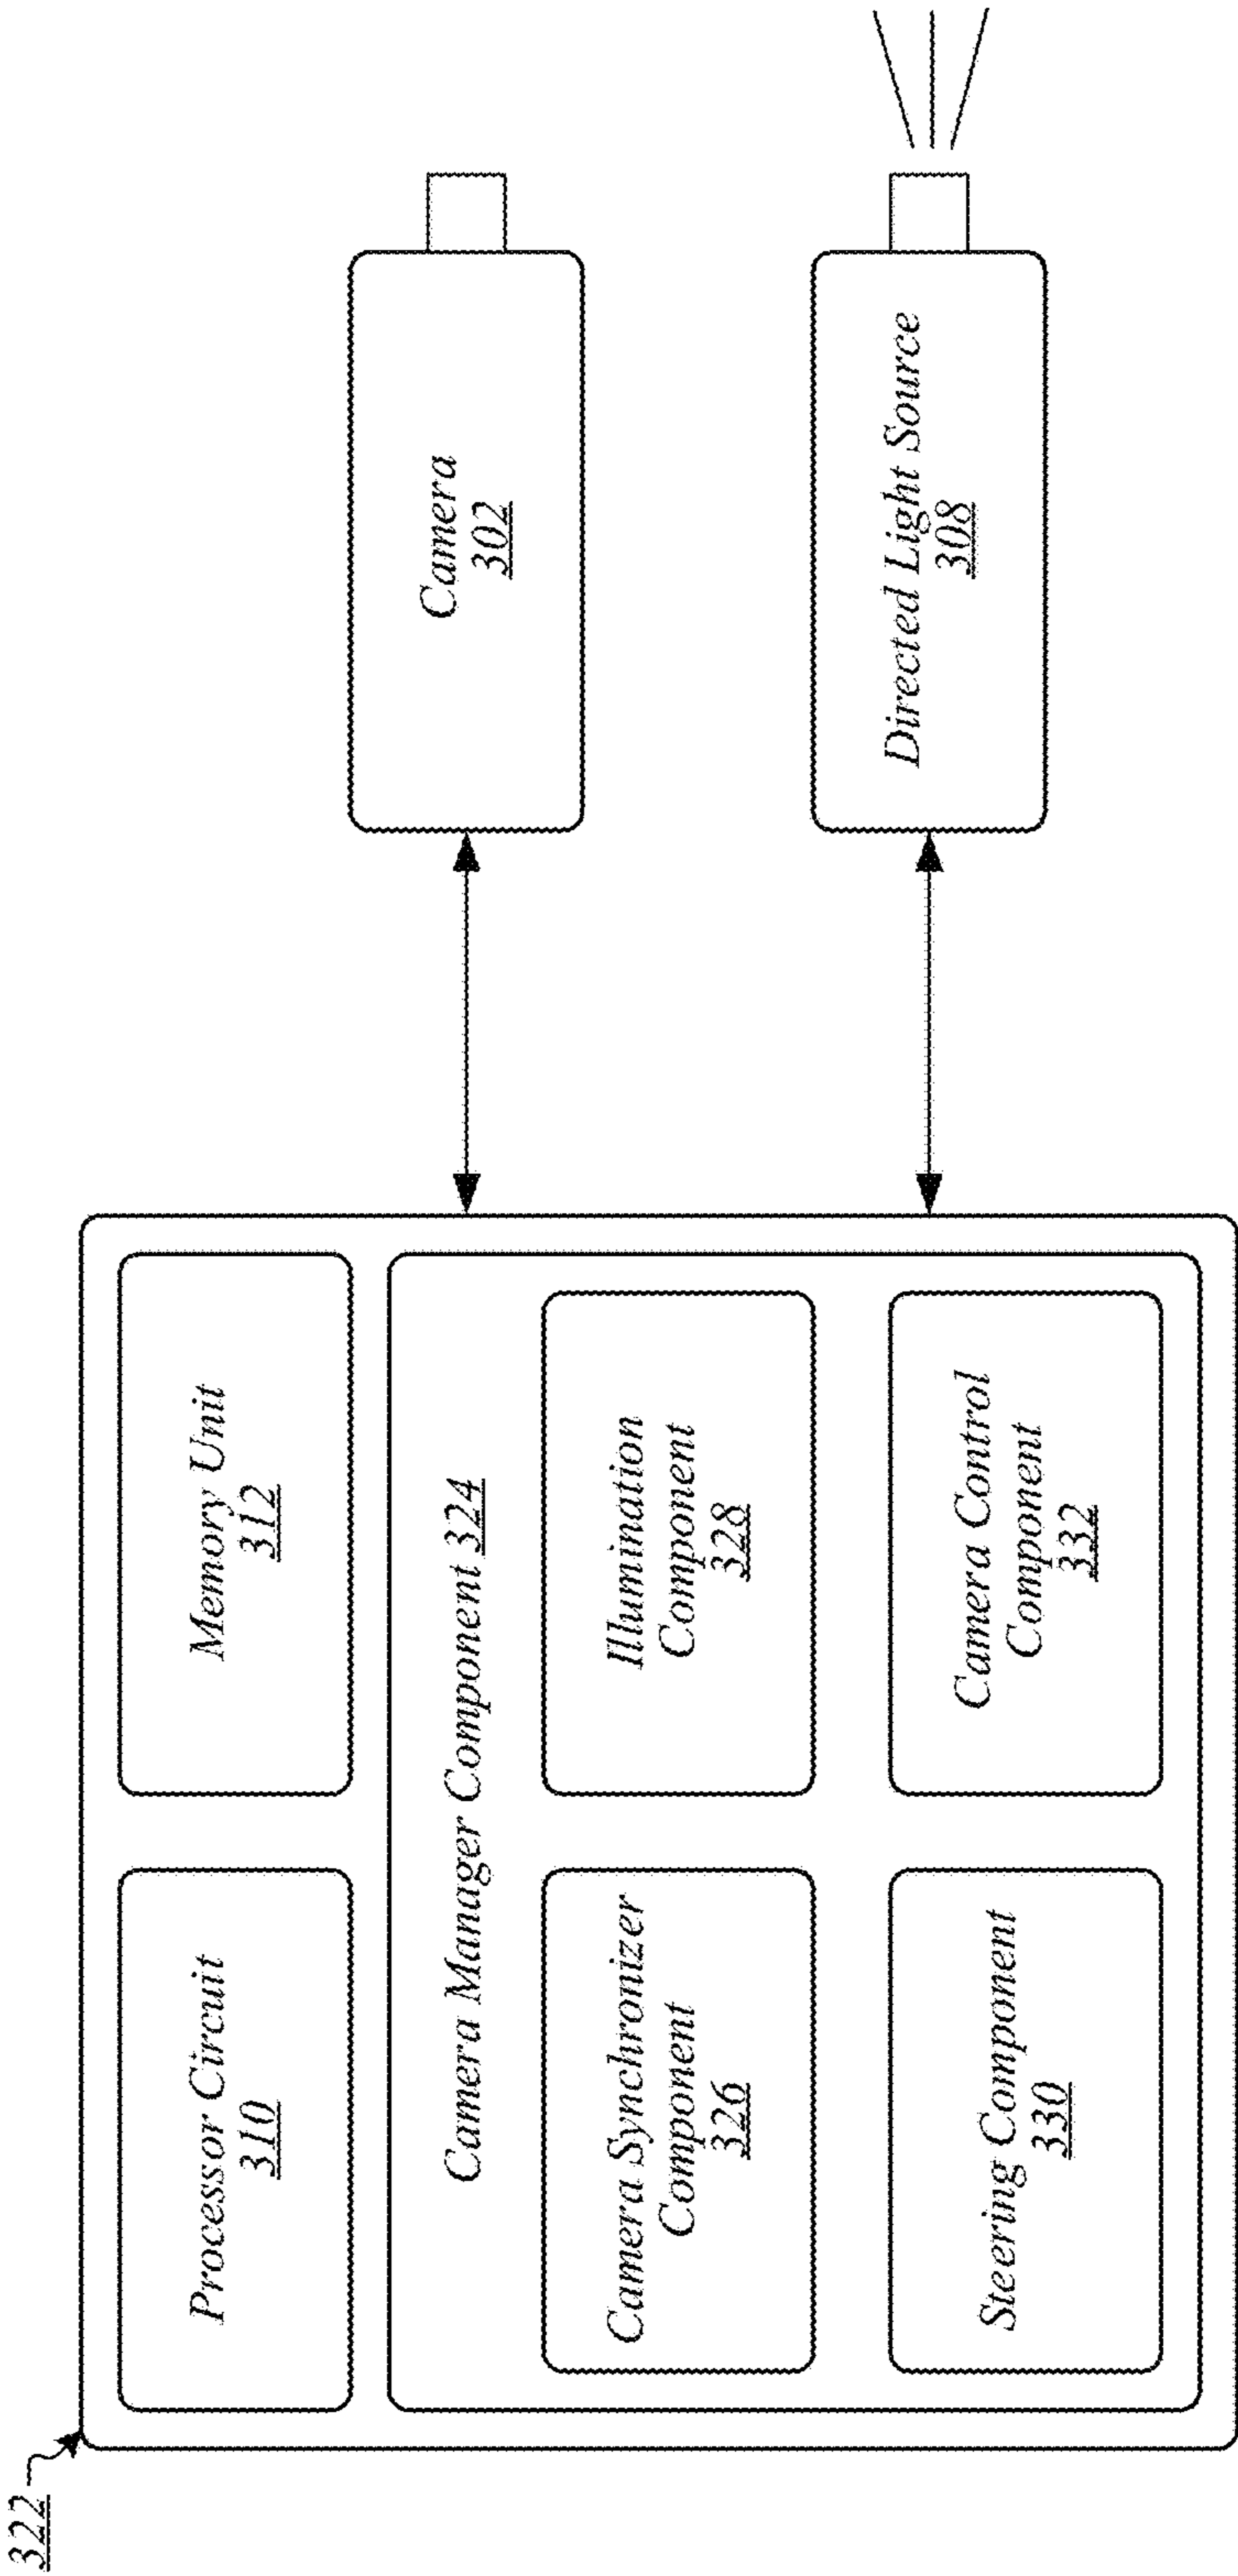 322
Processor Circuit
310
Memory Unit
312
Camera Manager Component 324
Camera Synchronizer
Component
326
Illumination
Component
328
Steering Component
330
Camera Control
Component
332
Camera
302
Directed Light Source
308